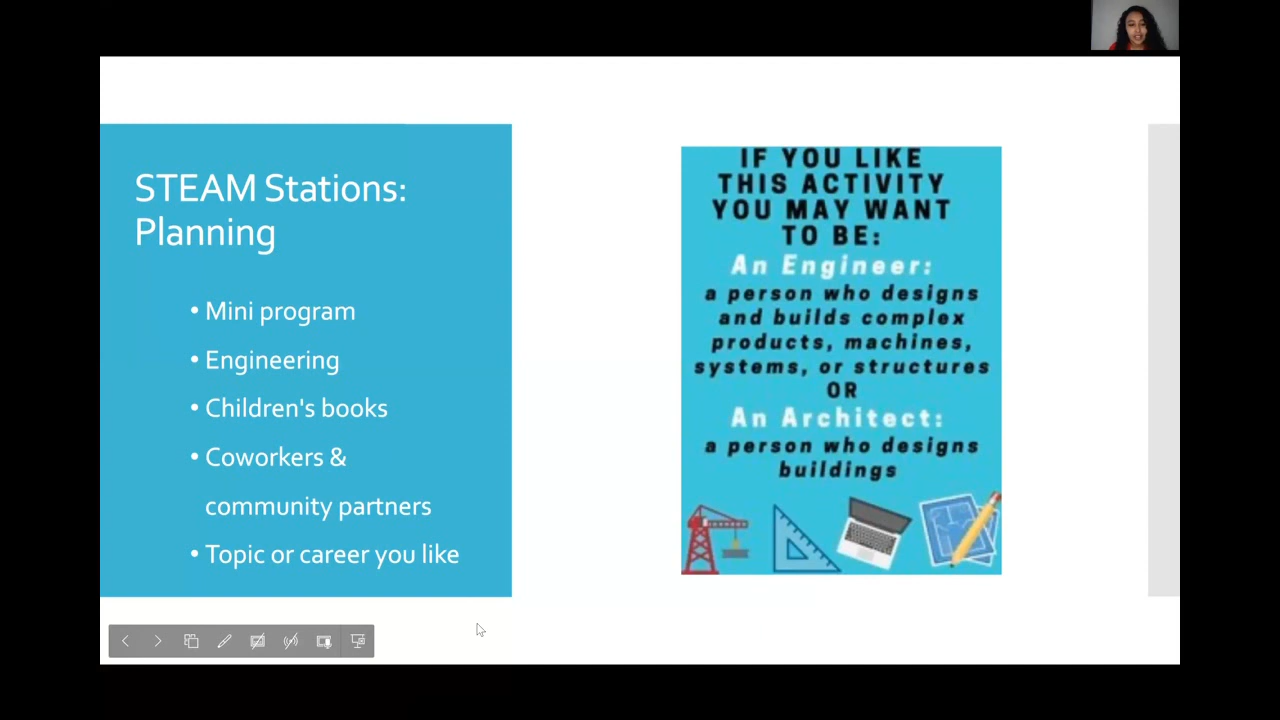 STEAM Stations:
Planning
• Mini program
• Engineering
• Children's books
• Coworkers &
community partners
• Topic or career you like
IF YOU LIKE
THIS ACTIVITY
YOU MAY WANT
TO BE:
An Engineer:
a person who designs
and builds complex
products, machines,
systems, or structures
OR
An Architect:
a person who designs
buildings